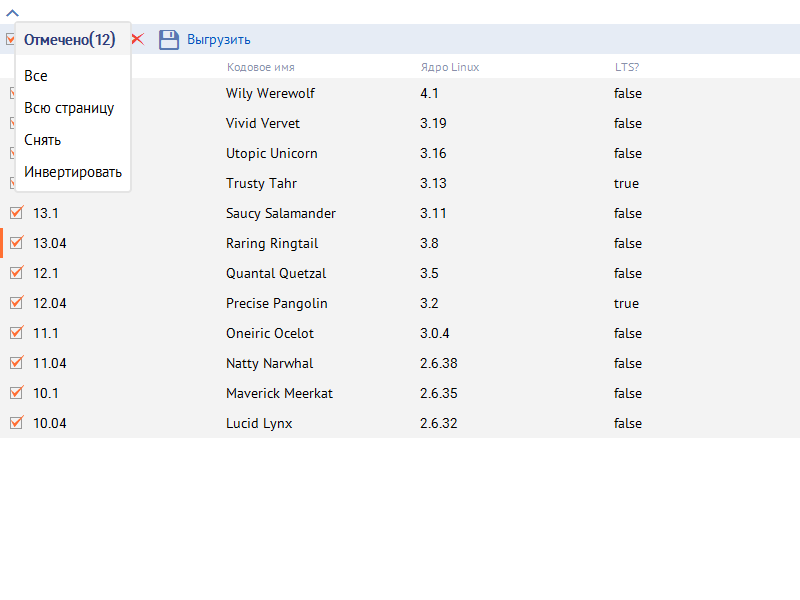 Отмечено(12) Выгрузить
Кодовое имя Ядро Linux LTS?
Все
Всю страницу
Снять
Инвертировать
Wily Werewolf 4.1 false
Vivid Vervet 3.19 false
Utopic Unicorn 3.16 false
Trusty Tahr 3.13 true
13.1 Saucy Salamander 3.11 false
13.04 Raring Ringtail 3.8 false
12.1 Quantal Quetzal 3.5 false
12.04 Precise Pangolin 3.2 true
11.1 Oneiric Ocelot 3.0.4 false
11.04 Natty Narwhal 2.6.38 false
10.1 Maverick Meerkat 2.6.35 false
10.04 Lucid Lynx 2.6.32 false